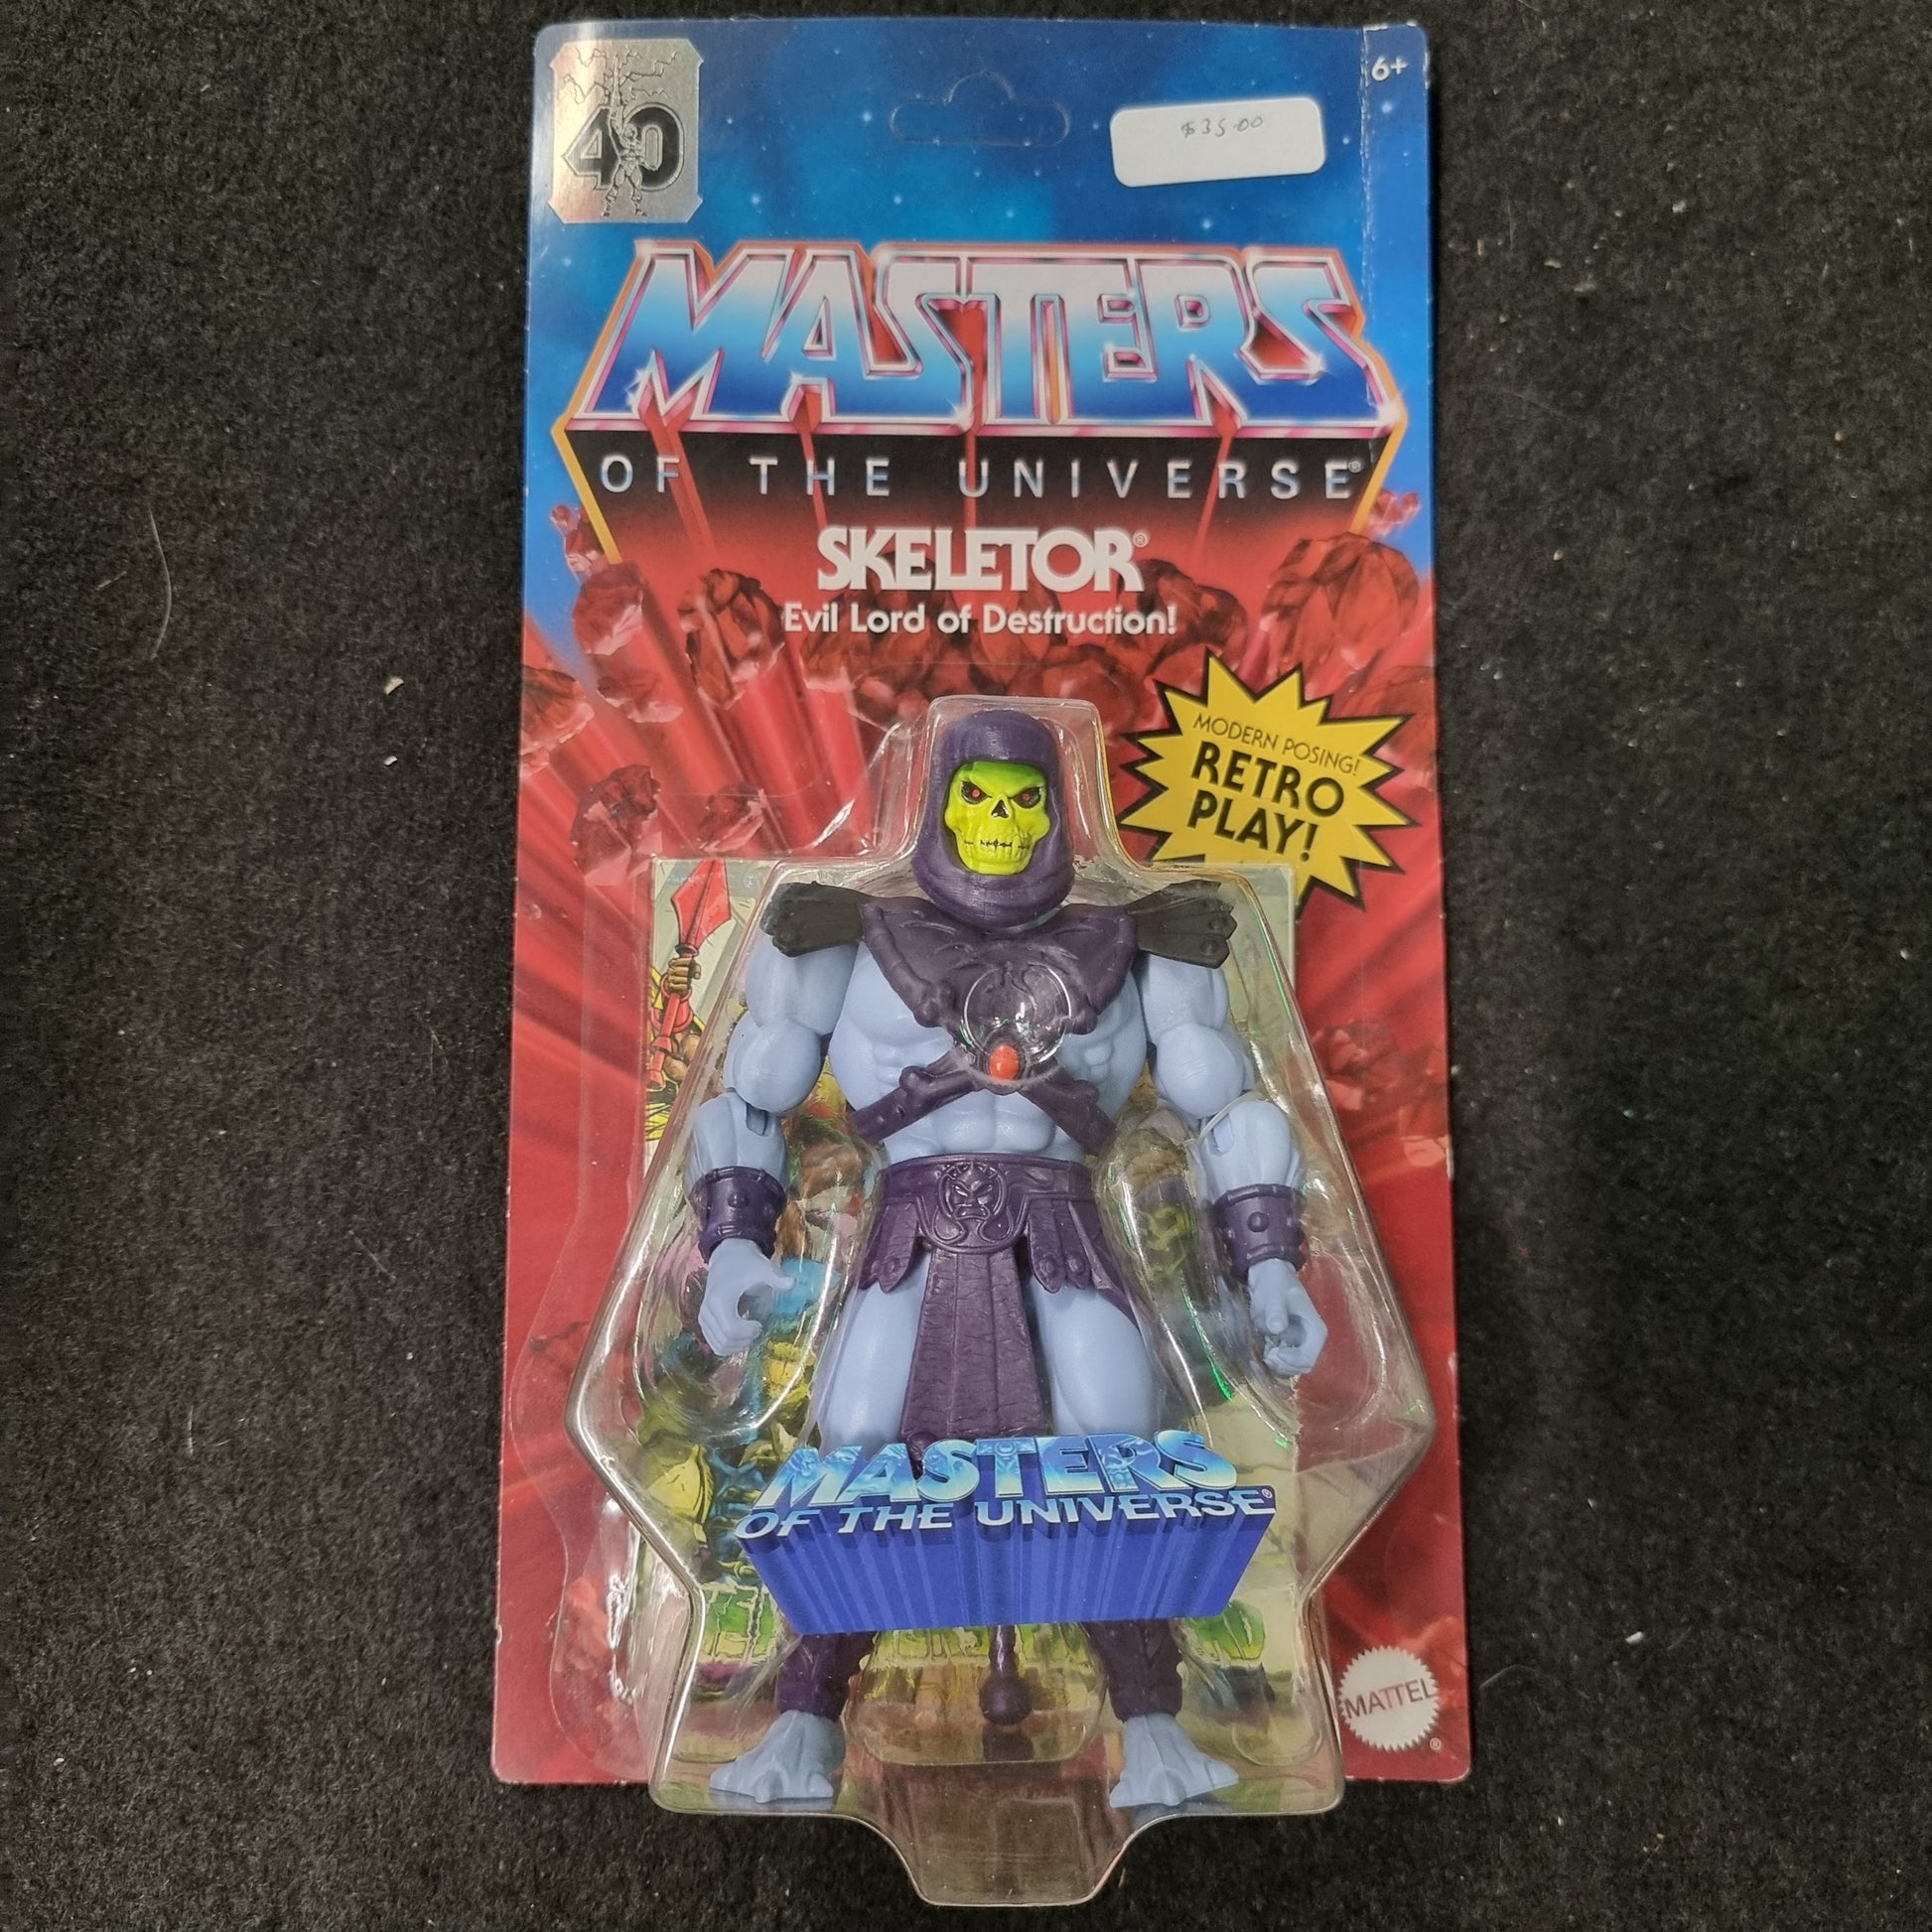 40
6+
$35.00
MASTERS
OF THE UNIVERSE®
SKELETOR®
Evil Lord of Destruction!
MODERN POSING!
RETRO
PLAY!
MASTERS
OF THE UNIVERSE®
MATTEL
®